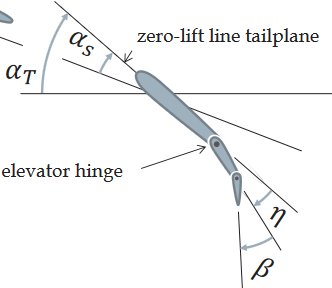 zero-lift line tailplane
α_s
α_T
elevator hinge
η
β